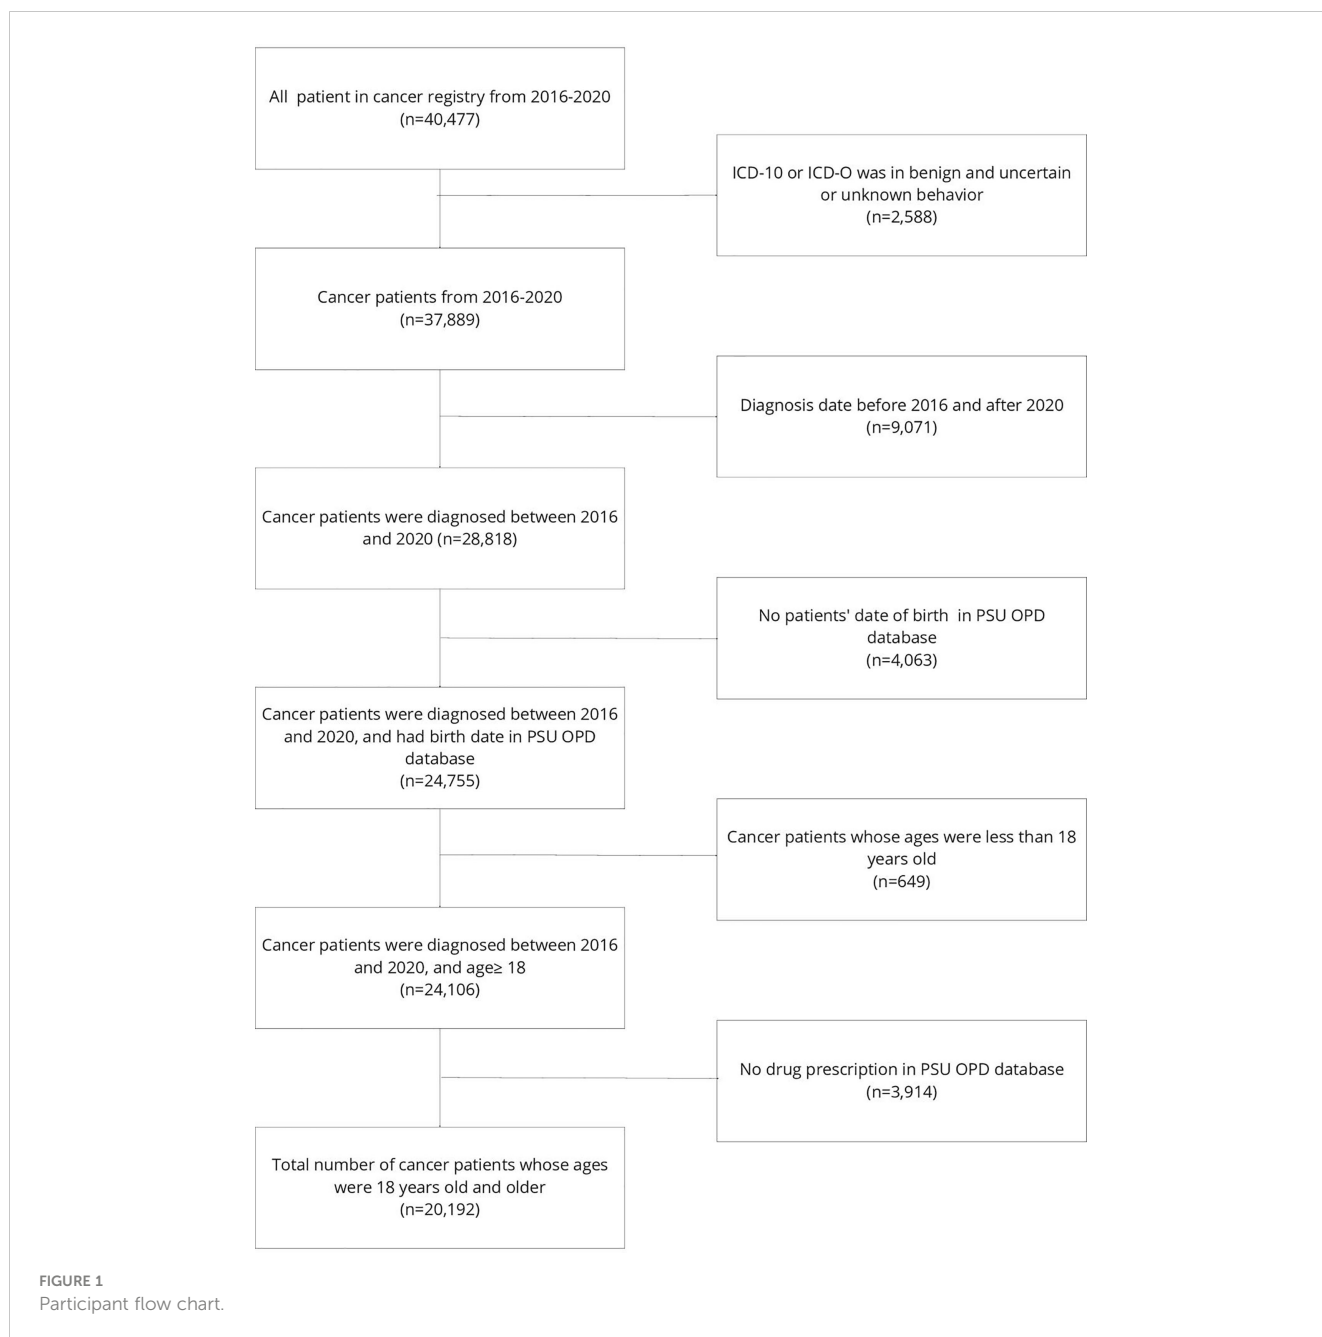 All  patient in cancer registry from 2016-2020
(n=40,477)
ICD-10 or ICD-O was in benign and uncertain
or unknown behavior
(n=2,588)
Cancer patients from 2016-2020
(n=37,889)
Diagnosis date before 2016 and after 2020
(n=9,071)
Cancer patients were diagnosed between 2016
and 2020 (n=28,818)
No patients' date of birth  in PSU OPD
database
(n=4,063)
Cancer patients were diagnosed between 2016
and 2020, and had birth date in PSU OPD
database
(n=24,755)
Cancer patients whose ages were less than 18
years old
(n=649)
Cancer patients were diagnosed between 2016
and 2020, and age≥ 18
(n=24,106)
No drug prescription in PSU OPD database
(n=3,914)
Total number of cancer patients whose ages
were 18 years old and older
(n=20,192)
FIGURE 1
Participant flow chart.